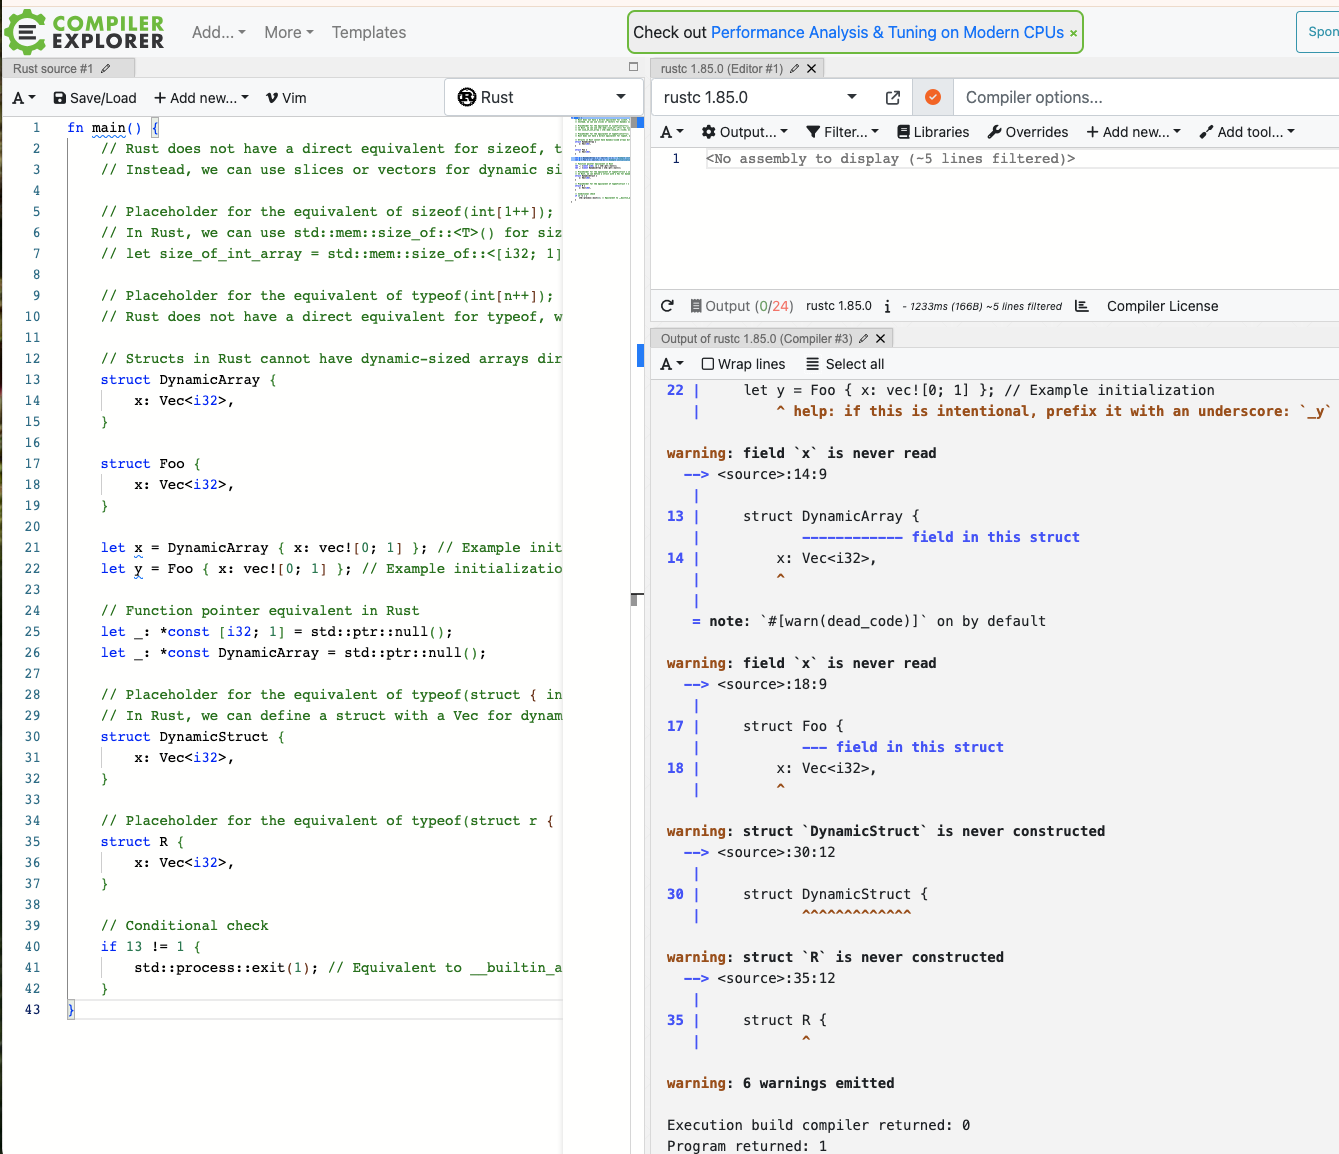 COMPILER
EXPLORER
Add...
More
Templates
Check out Performance Analysis & Tuning on Modern CPUs ×
Spon
Rust source #1
A
Save/Load
+ Add new...
Vim
Rust
1 fn main() {
2 // Rust does not have a direct equivalent for sizeof, t
3 // Instead, we can use slices or vectors for dynamic si
4
5 // Placeholder for the equivalent of sizeof(int[1++]);
6 // In Rust, we can use std::mem::size_of::<T>() for siz
7 // let size_of_int_array = std::mem::size_of::<[i32; 1]
8
9 // Placeholder for the equivalent of typeof(int[n++]);
10 // Rust does not have a direct equivalent for typeof, w
11
12 // Structs in Rust cannot have dynamic-sized arrays dir
13 struct DynamicArray {
14 x: Vec<i32>,
15 }
16
17 struct Foo {
18 x: Vec<i32>,
19 }
20
21 let x = DynamicArray { x: vec![0; 1] }; // Example init
22 let y = Foo { x: vec![0; 1] }; // Example initializatio
23
24 // Function pointer equivalent in Rust
25 let _: *const [i32; 1] = std::ptr::null();
26 let _: *const DynamicArray = std::ptr::null();
27
28 // Placeholder for the equivalent of typeof(struct { in
29 // In Rust, we can define a struct with a Vec for dynam
30 struct DynamicStruct {
31 x: Vec<i32>,
32 }
33
34 // Placeholder for the equivalent of typeof(struct r {
35 struct R {
36 x: Vec<i32>,
37 }
38
39 // Conditional check
40 if 13 != 1 {
41 std::process::exit(1); // Equivalent to __builtin_a
42 }
43 }
rustc 1.85.0 (Editor #1)
rustc 1.85.0
Compiler options...
A
Output...
Filter...
Libraries
Overrides
+ Add new...
Add tool...
1 <No assembly to display (~5 lines filtered)>
Output (0/24) rustc 1.85.0 i - 1233ms (166B) ~5 lines filtered
Compiler License
Output of rustc 1.85.0 (Compiler #3)
A
Wrap lines
Select all
22 | let y = Foo { x: vec![0; 1] }; // Example initialization
| ^ help: if this is intentional, prefix it with an underscore: `_y`
warning: field `x` is never read
--> <source>:14:9
|
13 | struct DynamicArray {
| ------------ field in this struct
14 | x: Vec<i32>,
| ^
|
= note: `#[warn(dead_code)]` on by default
warning: field `x` is never read
--> <source>:18:9
|
17 | struct Foo {
| --- field in this struct
18 | x: Vec<i32>,
| ^
warning: struct `DynamicStruct` is never constructed
--> <source>:30:12
|
30 | struct DynamicStruct {
| ^^^^^^^^^^^^^
warning: struct `R` is never constructed
--> <source>:35:12
|
35 | struct R {
| ^
warning: 6 warnings emitted
Execution build compiler returned: 0
Program returned: 1